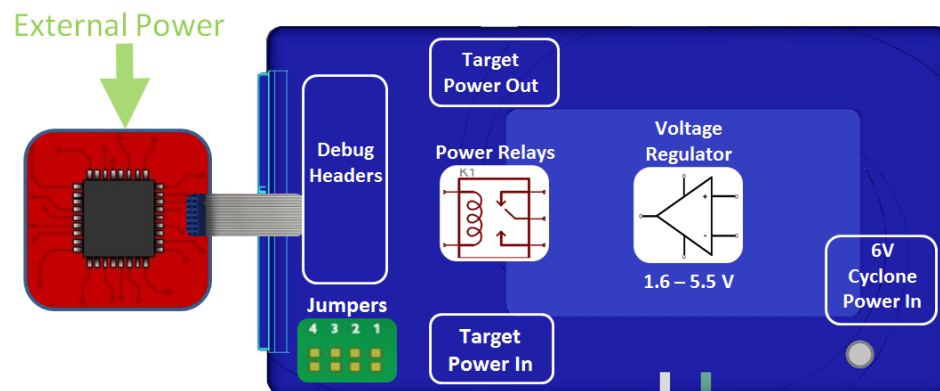 External Power
Target
Power Out
Debug
Headers
Power Relays
K1
Voltage
Regulator
1.6 – 5.5 V
6V
Cyclone
Power In
Jumpers
4 3 2 1
Target
Power In